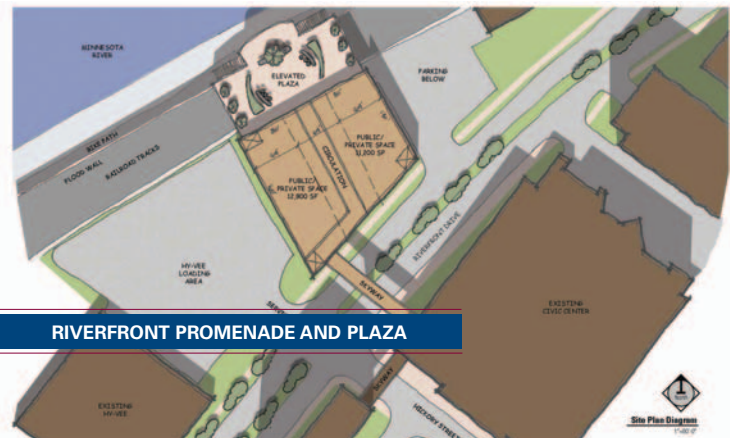 MINNESOTA
RIVER
ELEVATED
PLAZA
PARKING
BELOW
BIKE PATH
FLOOD WALL
RAILROAD TRACKS
PUBLIC/
PRIVATE SPACE
11,200 SF
CIRCULATION
PUBLIC/
PRIVATE SPACE
12,800 SF
RIVERFRONT DRIVE
HY-VEE
LOADING
AREA
SKYWAY
EXISTING
CIVIC CENTER
RIVERFRONT PROMENADE AND PLAZA
SKYWAY
EXISTING
HY-VEE
HICKORY STREET
1
Site Plan Diagram